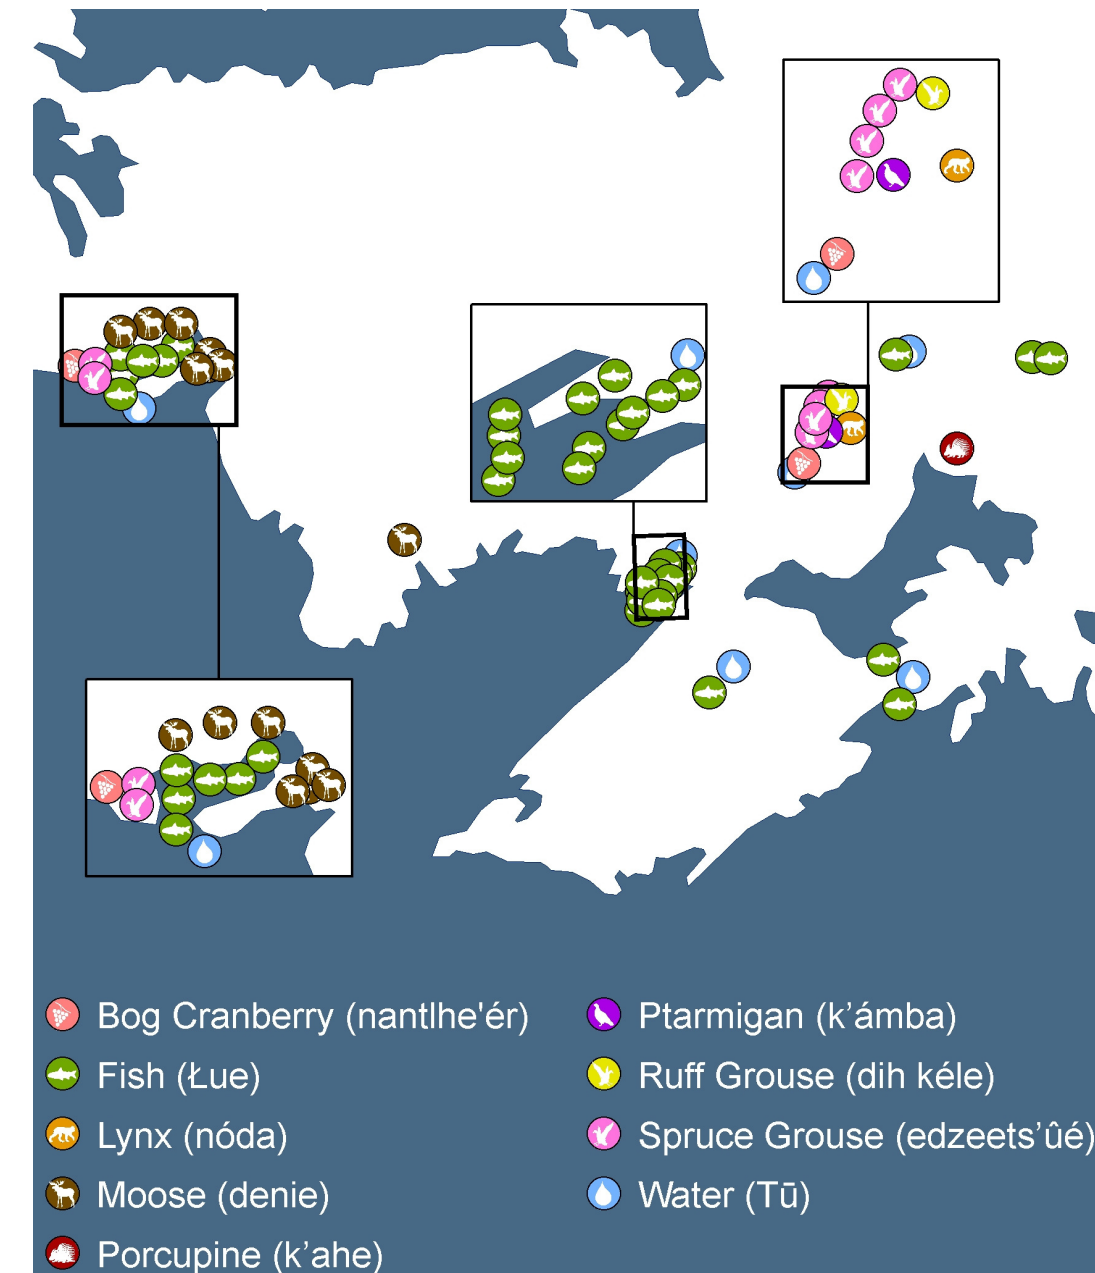 Bog Cranberry (nantlhe'ér)
Fish (Łue)
Lynx (nóda)
Moose (denie)
Porcupine (k’ahe)
Ptarmigan (k’ámba)
Ruff Grouse (dih kéle)
Spruce Grouse (edzeets’ûé)
Water (Tū)